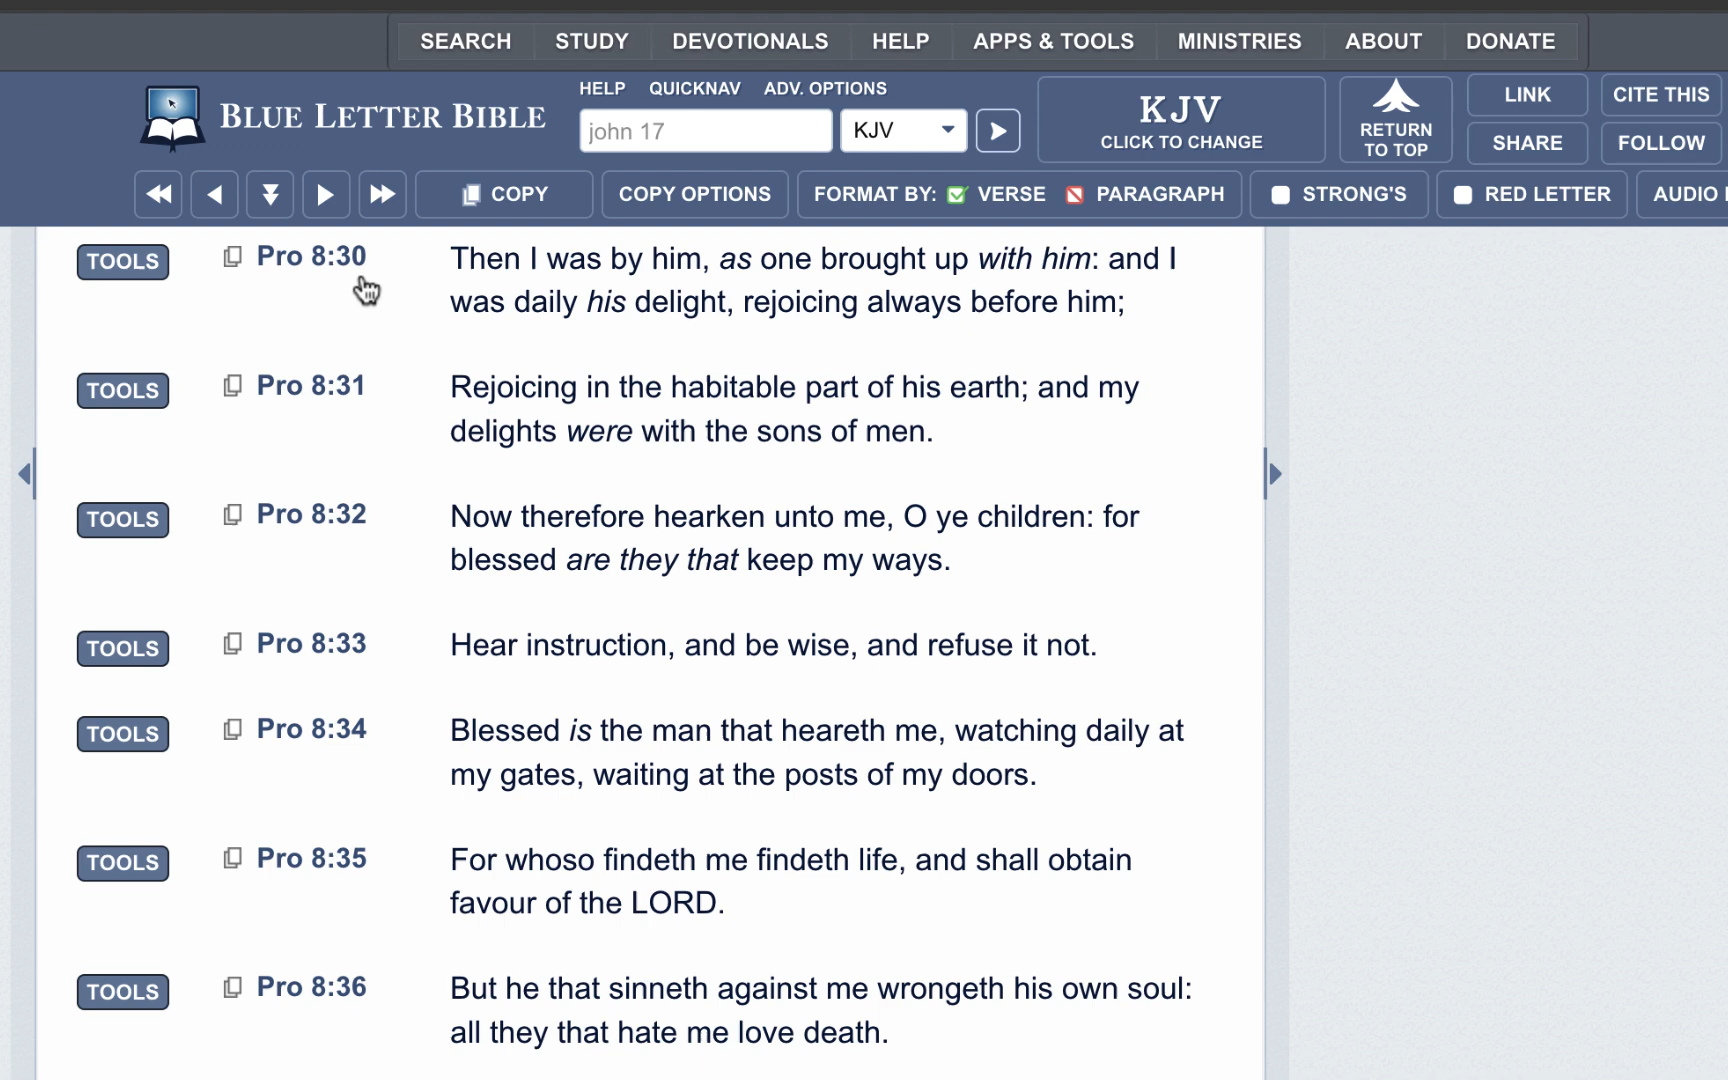 SEARCH STUDY DEVOTIONALS HELP APPS & TOOLS MINISTRIES ABOUT DONATE
BLUE LETTER BIBLE
HELP QUICKNAV ADV. OPTIONS
john 17 KJV
KJV
CLICK TO CHANGE
RETURN
TO TOP
LINK CITE THIS
SHARE FOLLOW
COPY COPY OPTIONS FORMAT BY: VERSE PARAGRAPH STRONG'S RED LETTER AUDIO
TOOLS Pro 8:30 Then I was by him, as one brought up with him: and I
was daily his delight, rejoicing always before him;
TOOLS Pro 8:31 Rejoicing in the habitable part of his earth; and my
delights were with the sons of men.
TOOLS Pro 8:32 Now therefore hearken unto me, O ye children: for
blessed are they that keep my ways.
TOOLS Pro 8:33 Hear instruction, and be wise, and refuse it not.
TOOLS Pro 8:34 Blessed is the man that heareth me, watching daily at
my gates, waiting at the posts of my doors.
TOOLS Pro 8:35 For whoso findeth me findeth life, and shall obtain
favour of the LORD.
TOOLS Pro 8:36 But he that sinneth against me wrongeth his own soul:
all they that hate me love death.